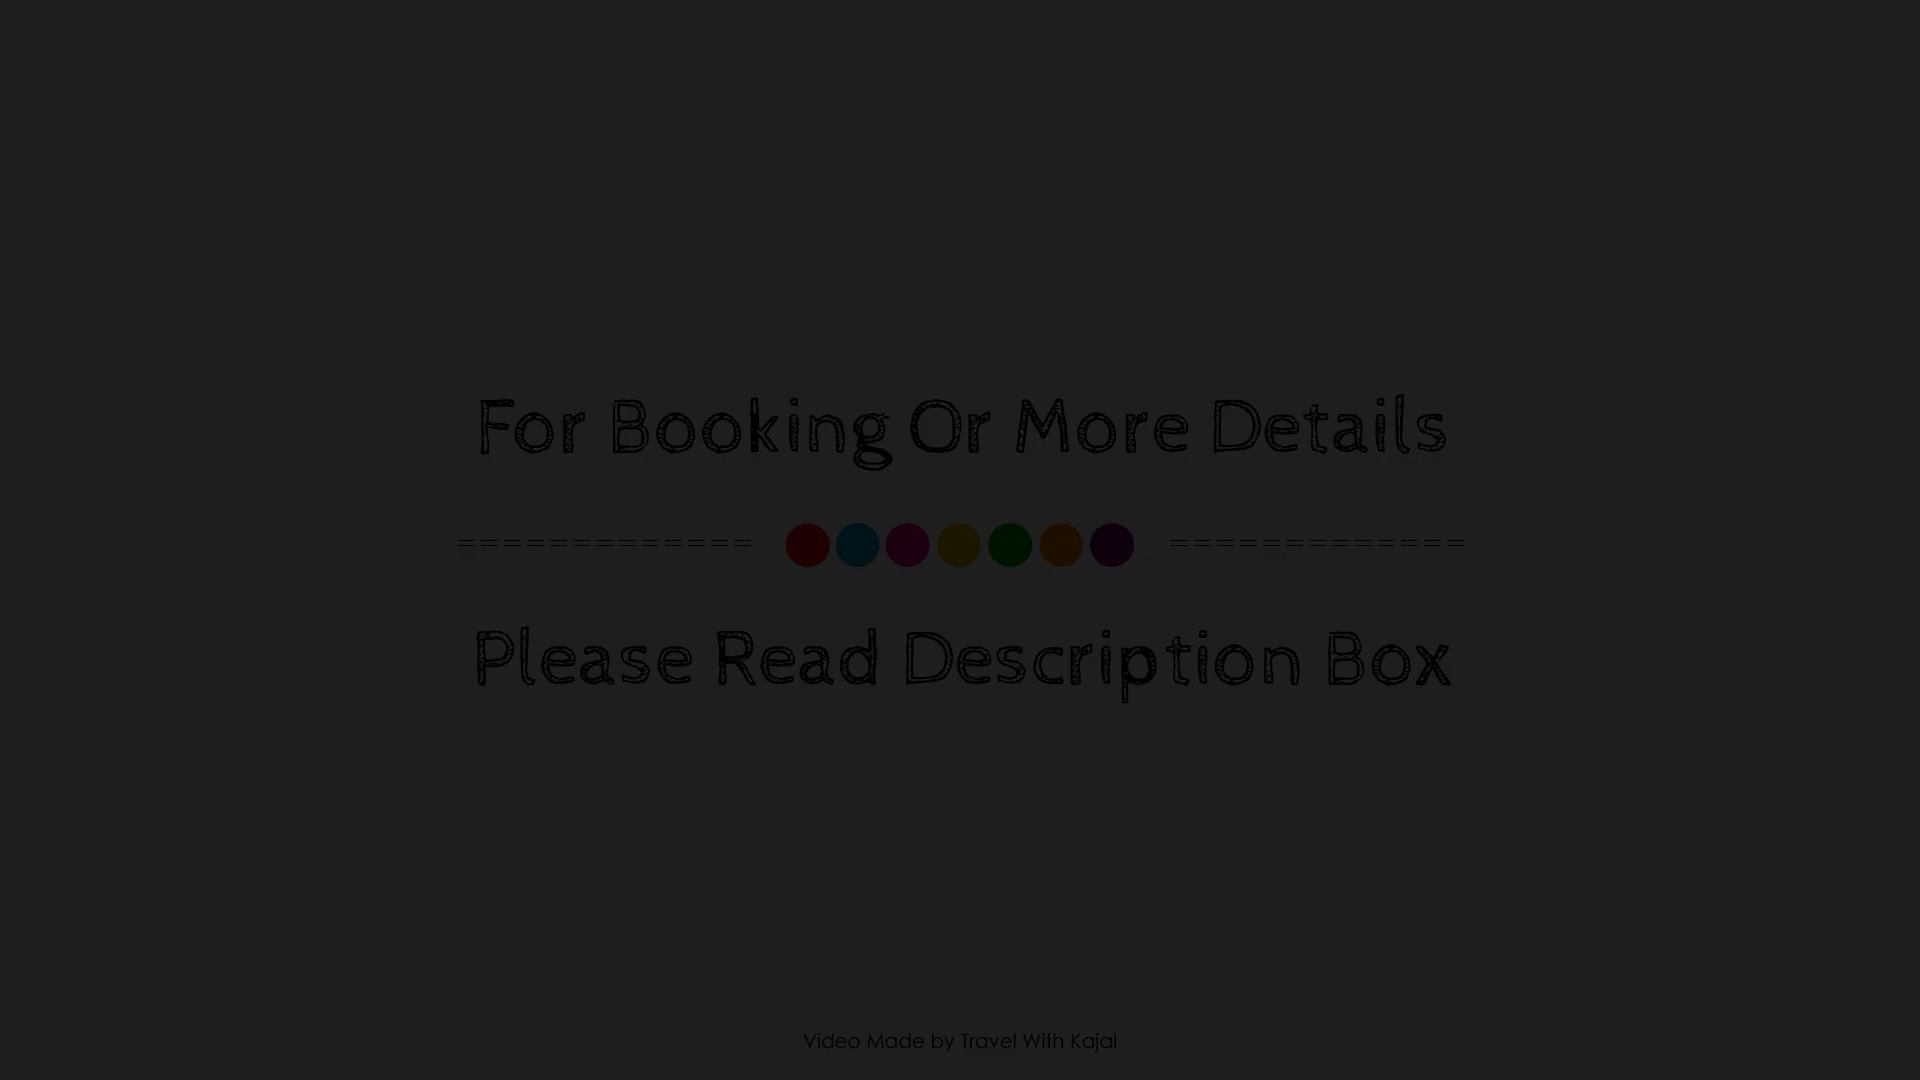 For Booking Or More Details
============= =============
Please Read Description Box
Video Made by Travel With Kajal